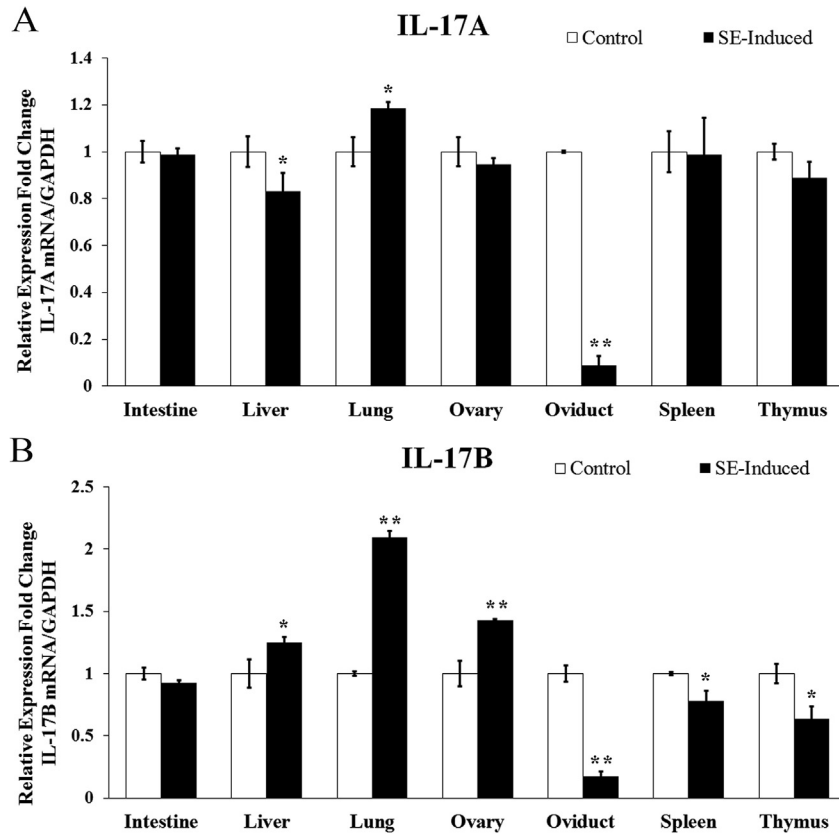 A
IL-17A
Control
SE-Induced
Relative Expression Fold Change
IL-17A mRNA/GAPDH
1.4
1.2
1
0.8
0.6
0.4
0.2
0
*
*
**
Intestine Liver Lung Ovary Oviduct Spleen Thymus
B
IL-17B
Control
SE-Induced
Relative Expression Fold Change
IL-17B mRNA/GAPDH
2.5
2
1.5
1
0.5
0
*
**
**
**
*
*
Intestine Liver Lung Ovary Oviduct Spleen Thymus